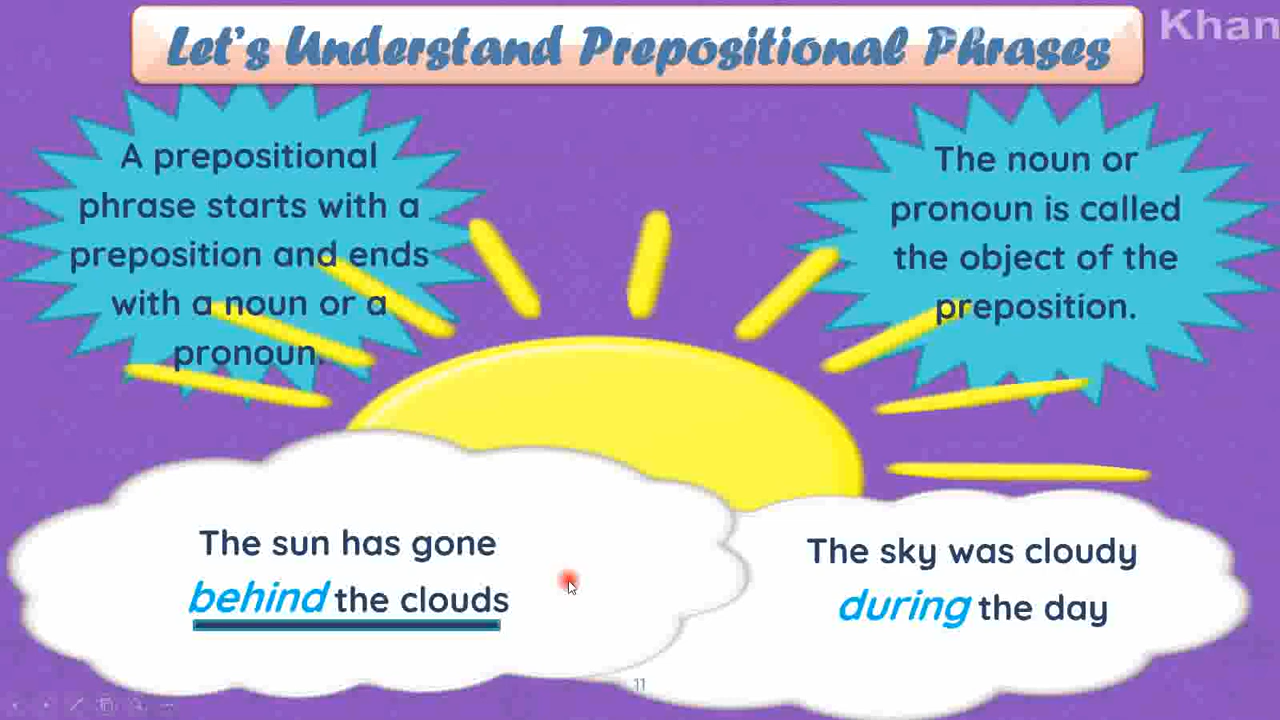 Let's Understand Prepositional Phrases
Khan
A prepositional
phrase starts with a
preposition and ends
with a noun or a
pronoun.
The noun or
pronoun is called
the object of the
preposition.
The sun has gone
behind the clouds
The sky was cloudy
during the day
11